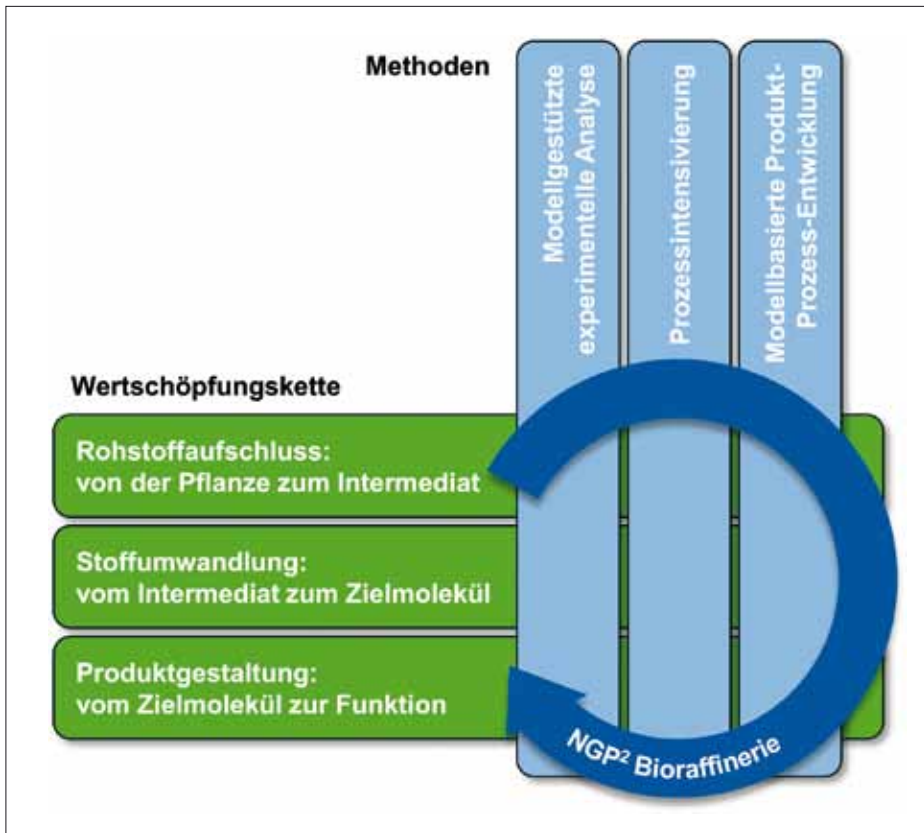 Methoden
Modellgestützte
experimentelle Analyse
Prozessintensivierung
Modellbasierte Produkt-
Prozess-Entwicklung
Wertschöpfungskette
Rohstoffaufschluss:
von der Pflanze zum Intermediat
Stoffumwandlung:
vom Intermediat zum Zielmolekül
Produktgestaltung:
vom Zielmolekül zur Funktion
NGP² Bioraffinerie